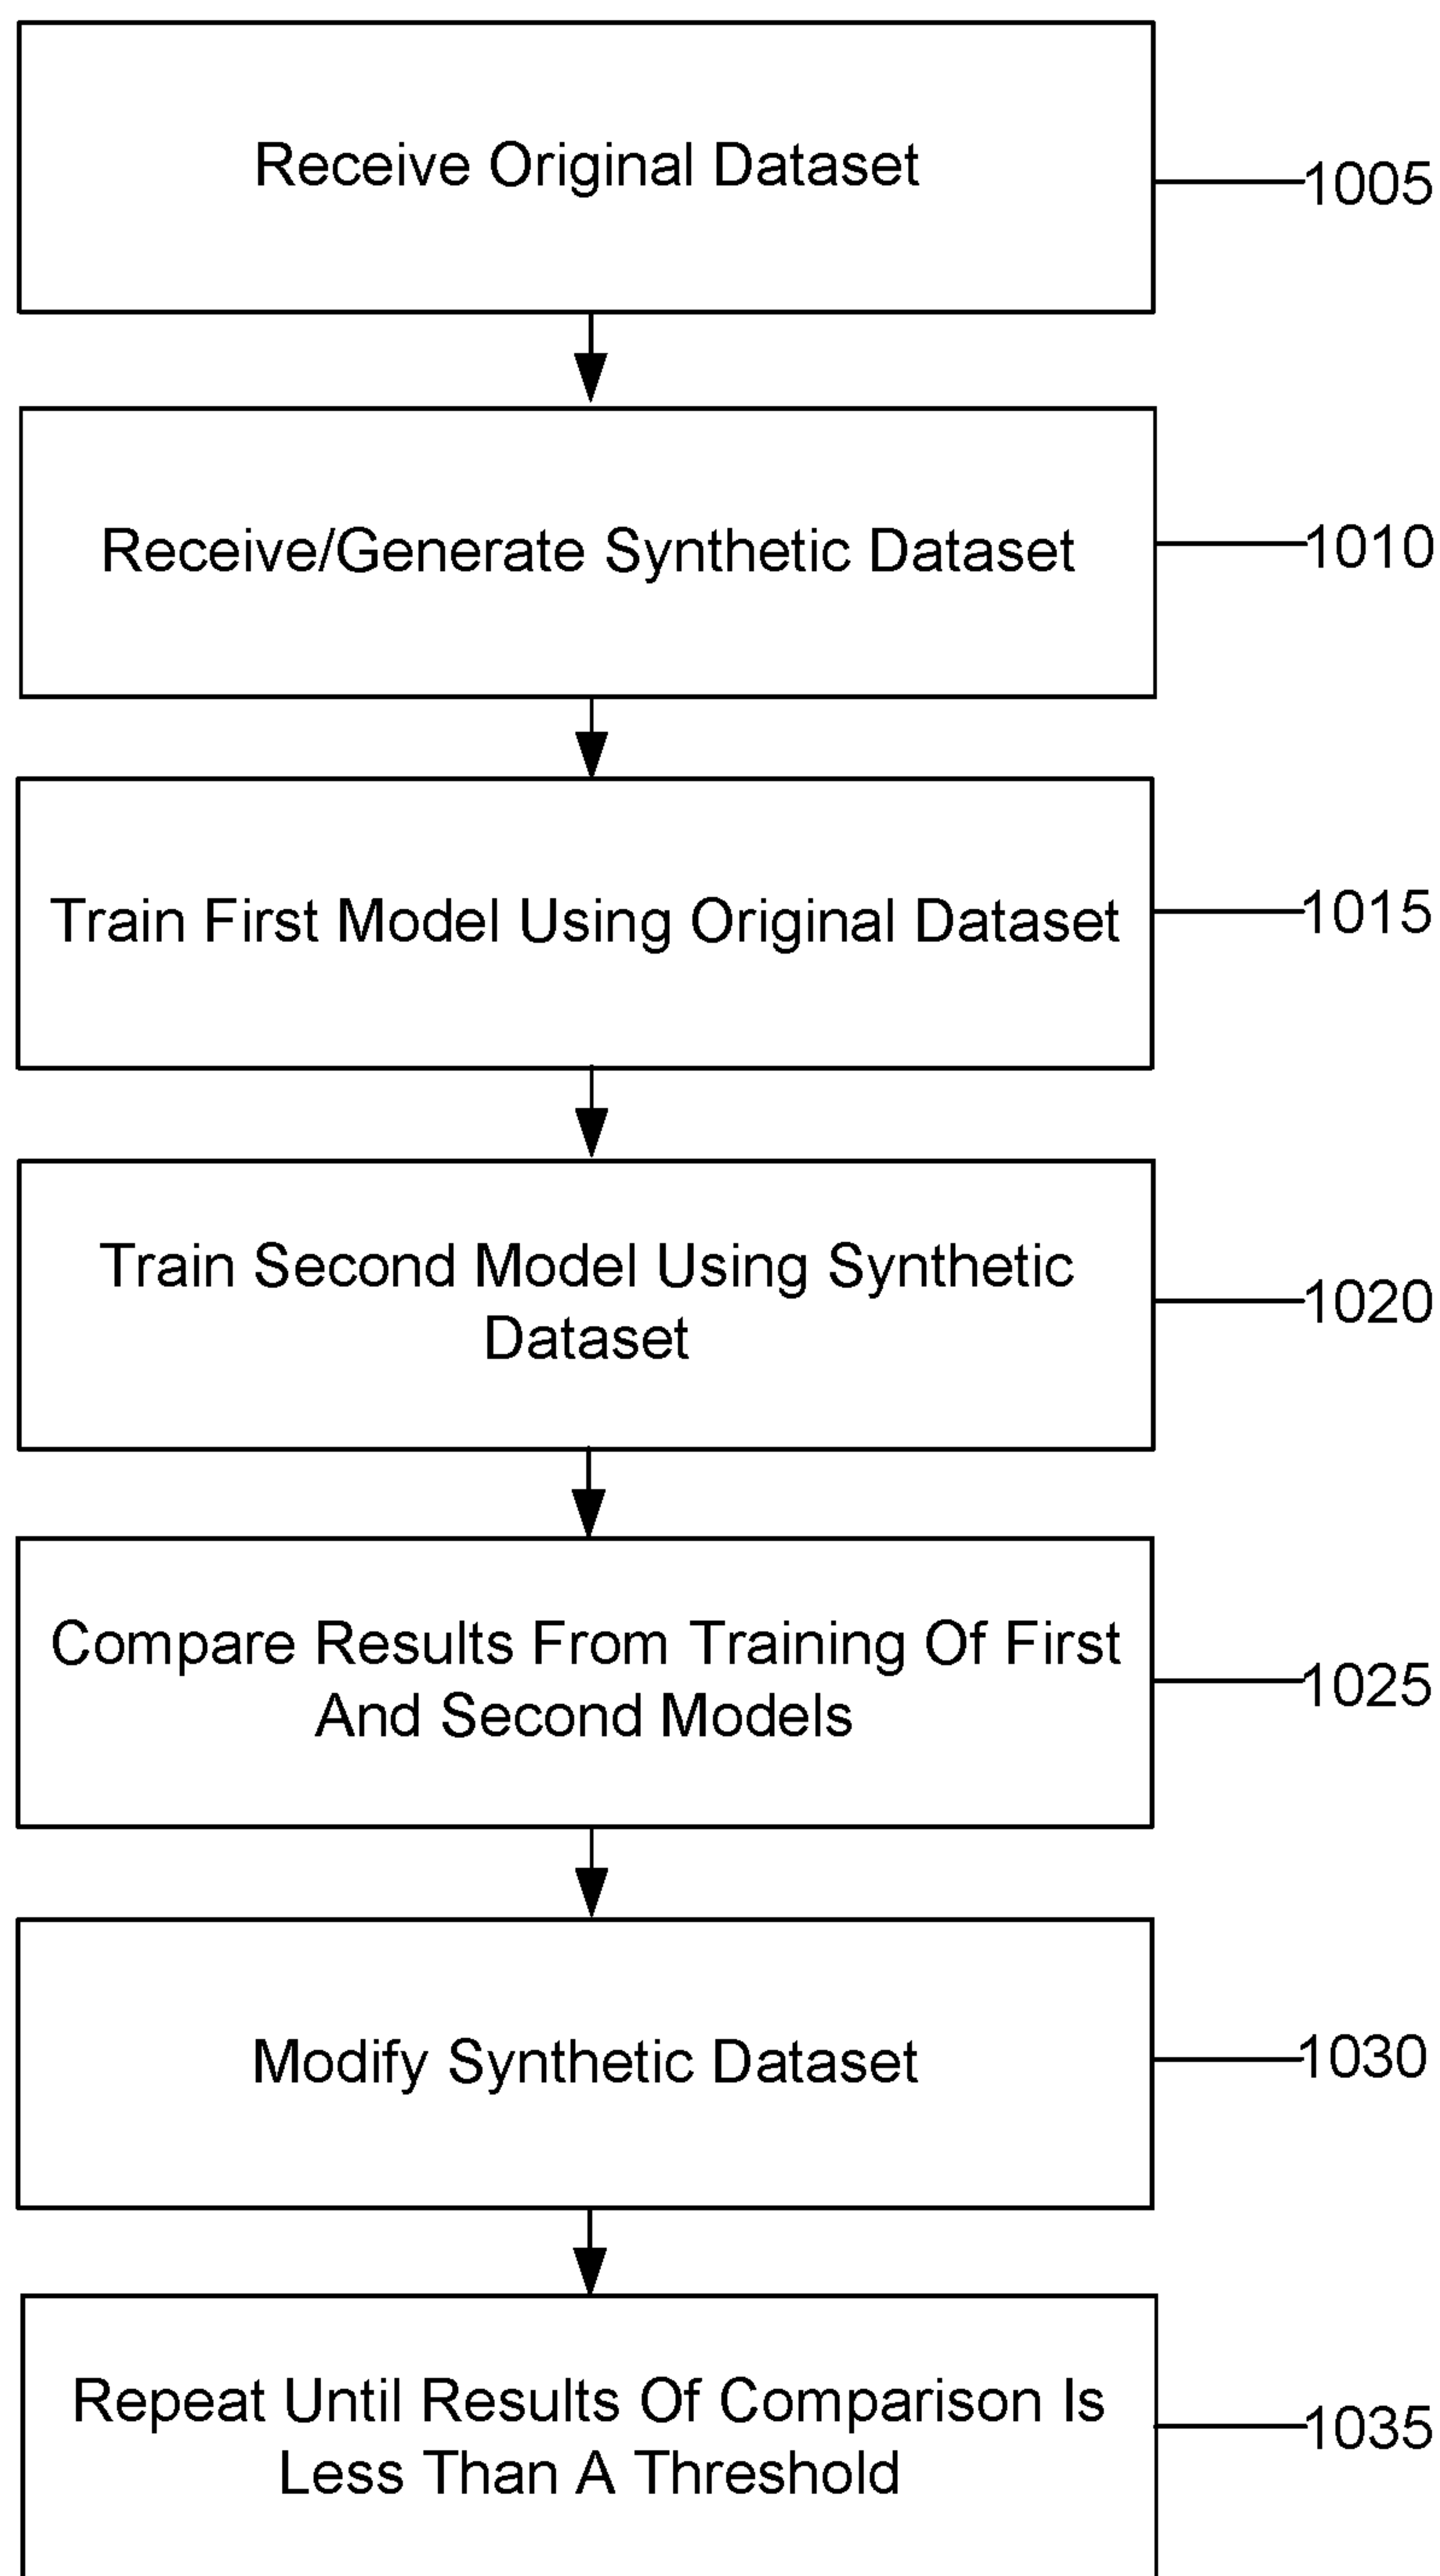 Receive Original Dataset
1005
Receive/Generate Synthetic Dataset
1010
Train First Model Using Original Dataset
1015
Train Second Model Using Synthetic
Dataset
1020
Compare Results From Training Of First
And Second Models
1025
Modify Synthetic Dataset
1030
Repeat Until Results Of Comparison Is
Less Than A Threshold
1035